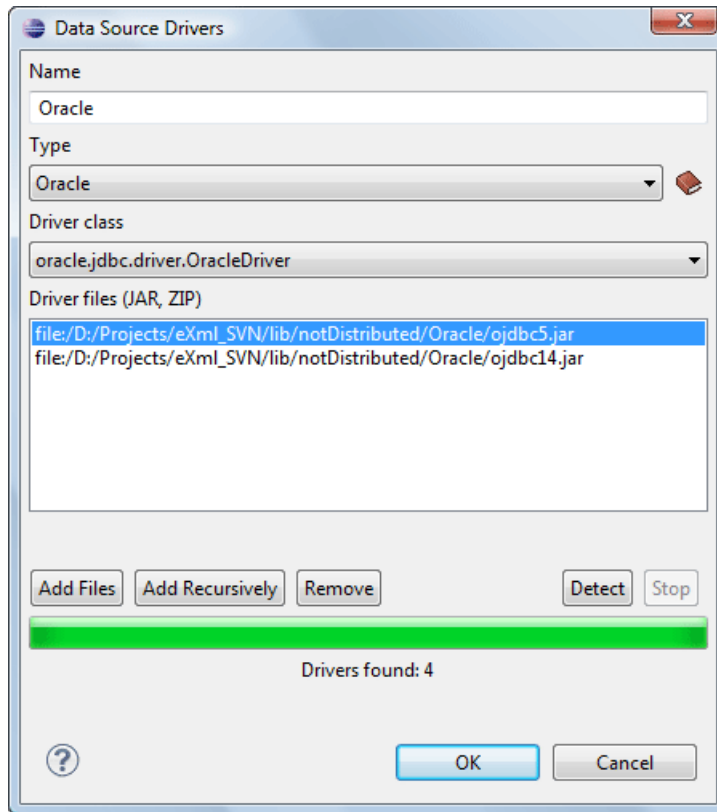 Data Source Drivers
Name
Oracle
Type
Oracle
Driver class
oracle.jdbc.driver.OracleDriver
Driver files (JAR, ZIP)
file:/D:/Projects/eXml_SVN/lib/notDistributed/Oracle/ojdbc5.jar
file:/D:/Projects/eXml_SVN/lib/notDistributed/Oracle/ojdbc14.jar
Add Files Add Recursively Remove Detect Stop
Drivers found: 4
? OK Cancel